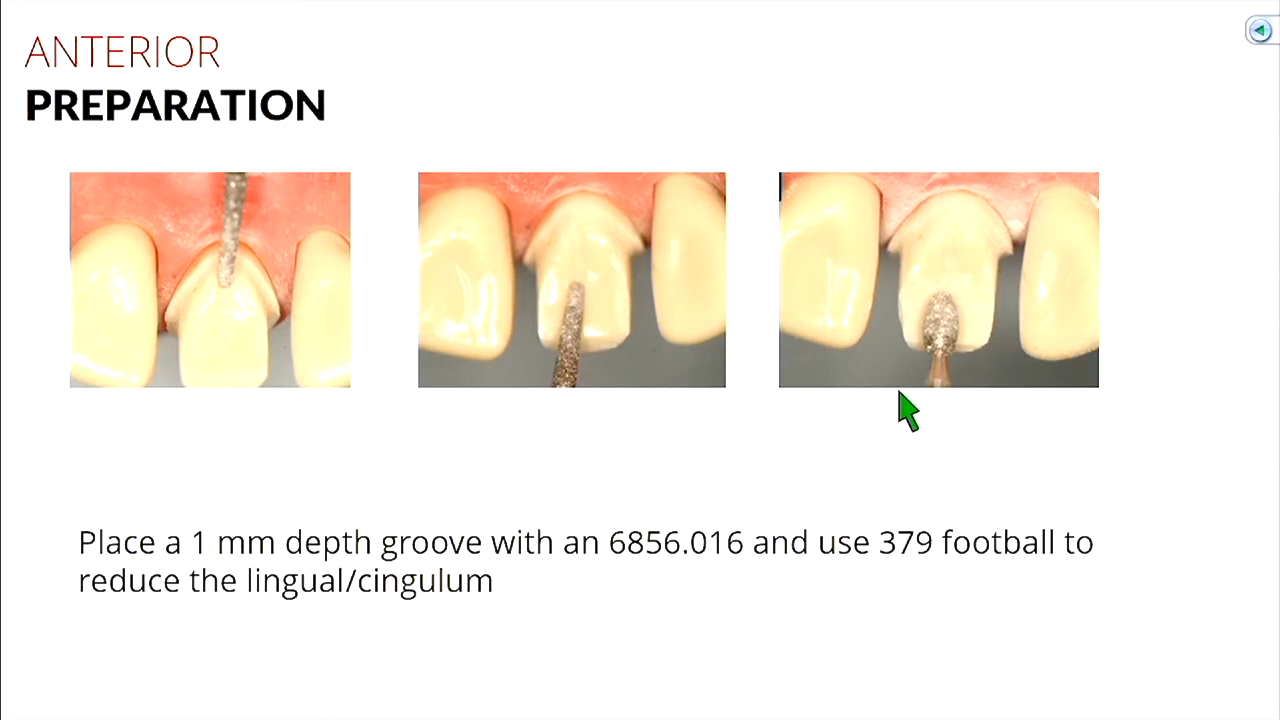 ANTERIOR
PREPARATION
Place a 1 mm depth groove with an 6856.016 and use 379 football to
reduce the lingual/cingulum